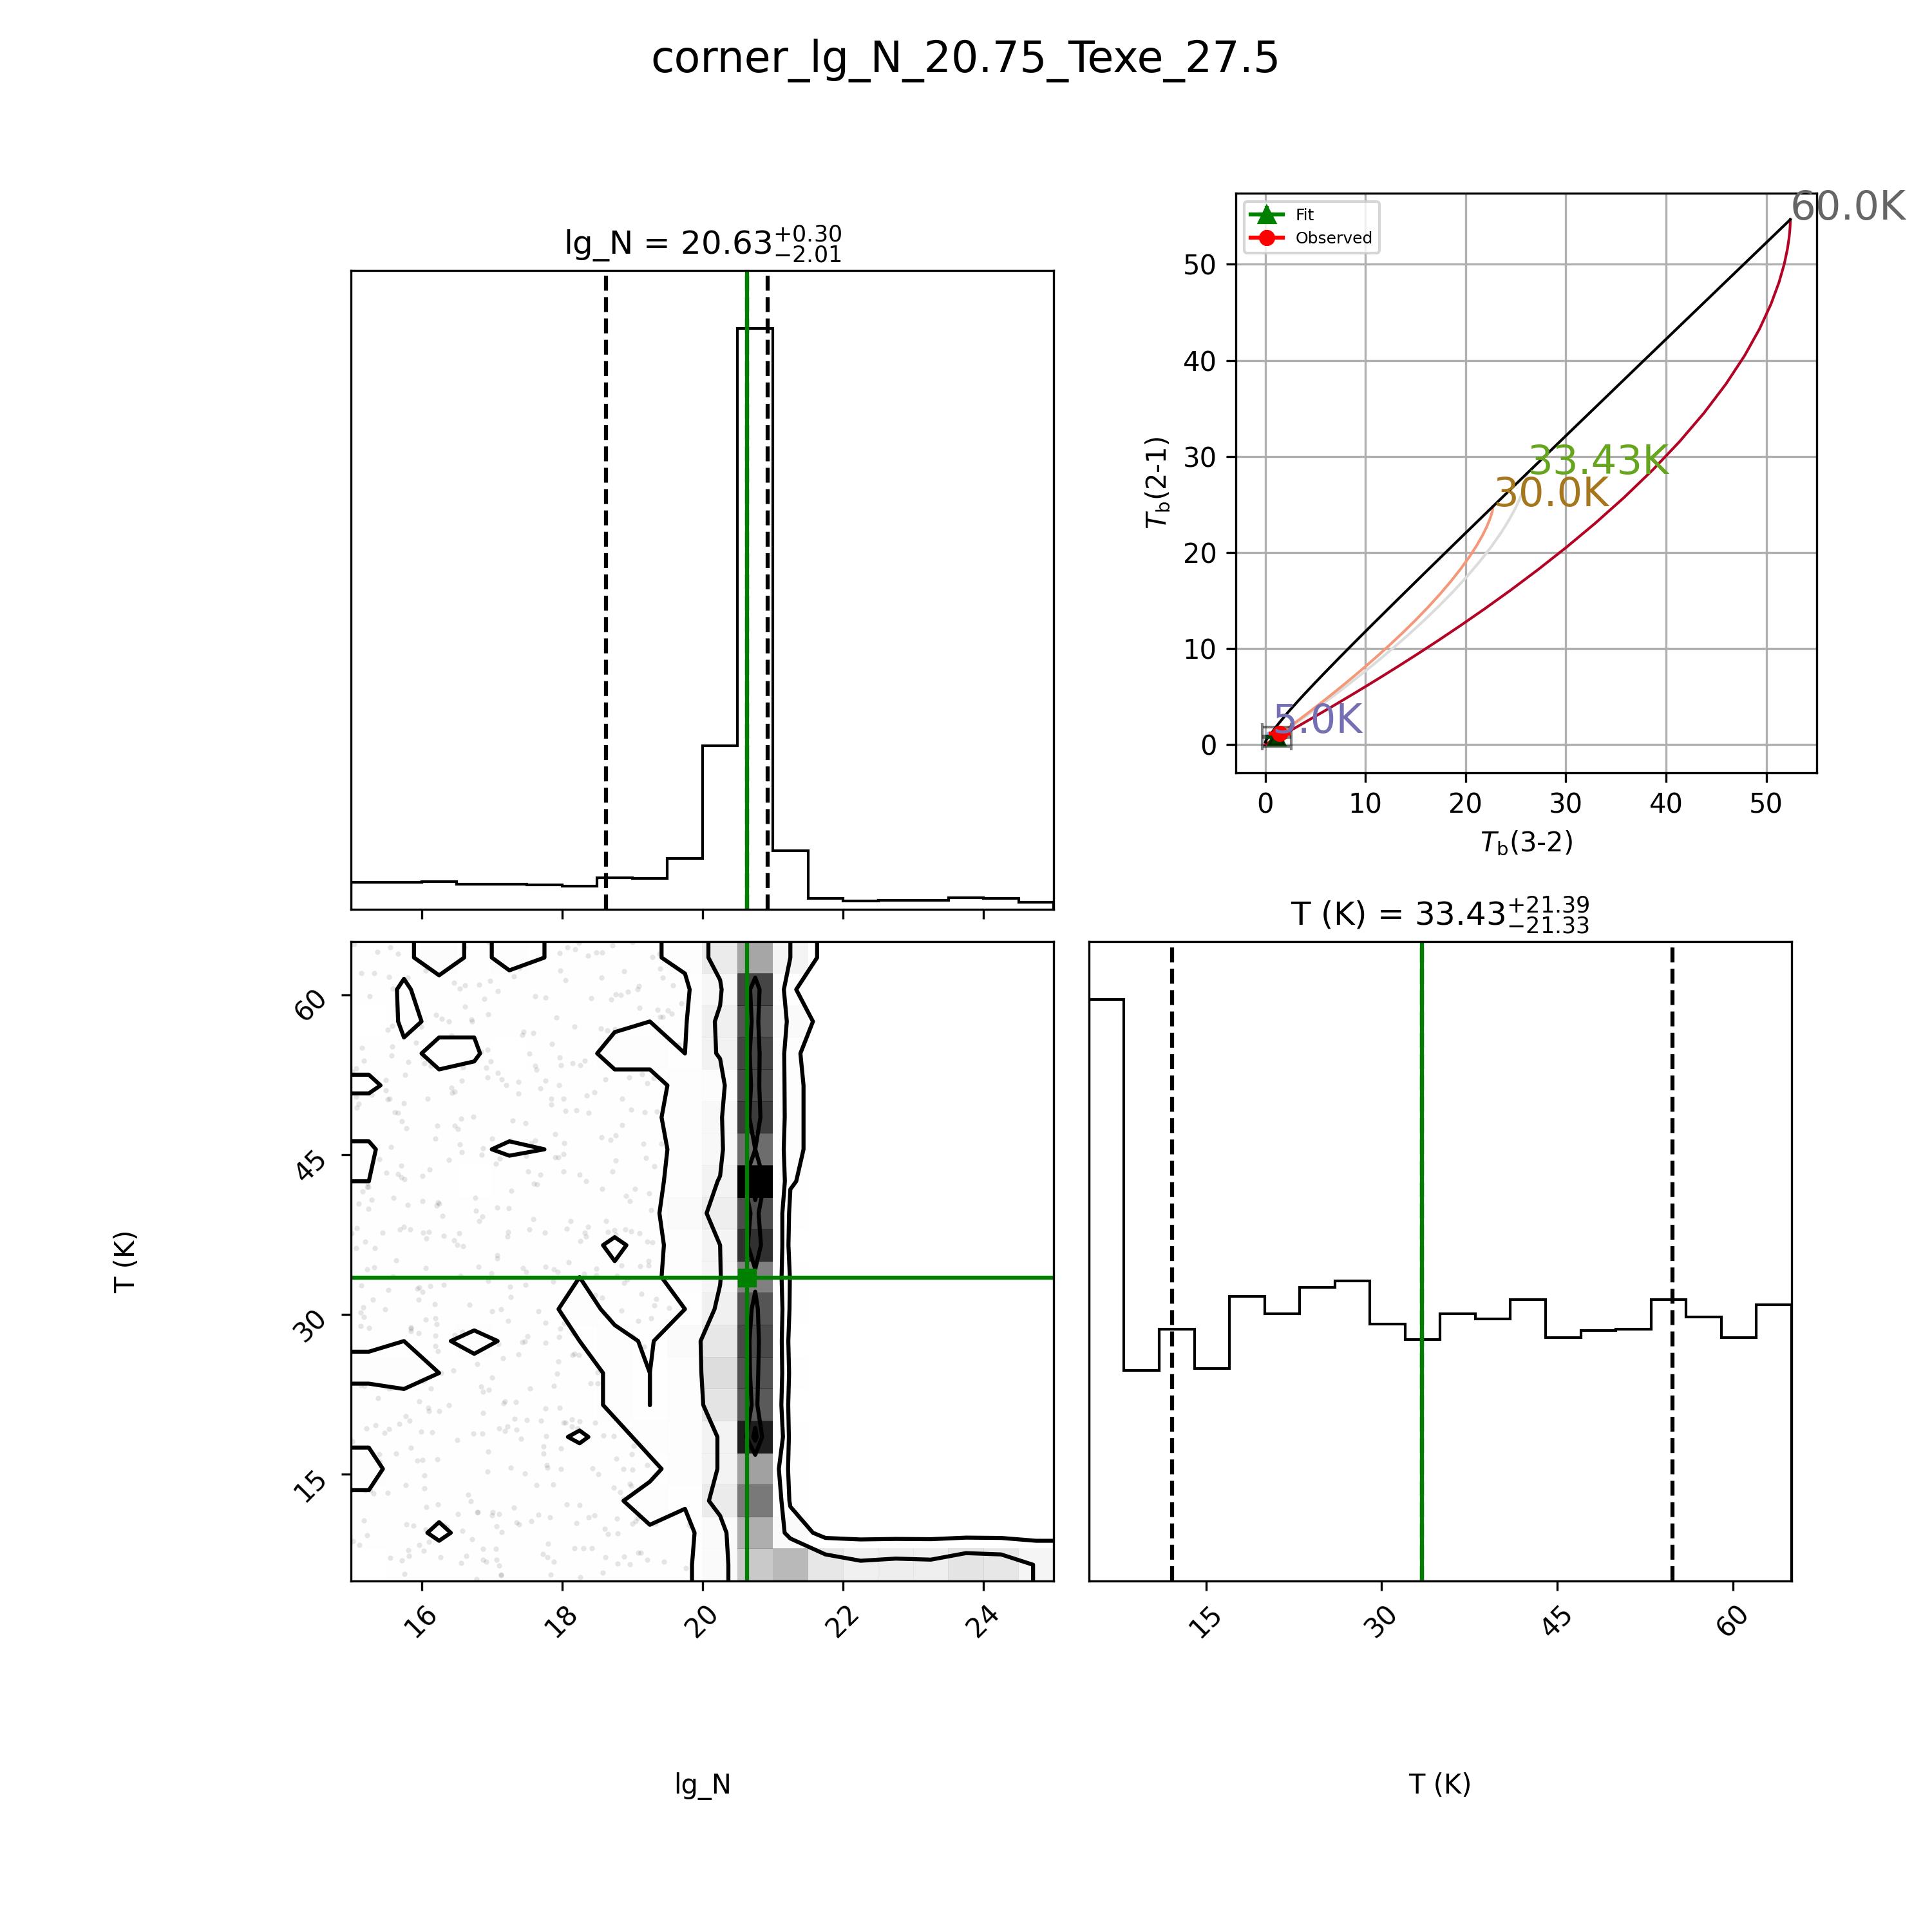 corner_lg_N_20.75_Texe_27.5
lg_N = 20.63+0.30−2.01
60.0K
Fit
Observed
50
40
30
20
10
0
T_b(2-1)
33.43K
30.0K
5.0K
0 10 20 30 40 50
T_b(3-2)
T (K) = 33.43+21.39−21.33
60
45
30
15
T (K)
16 18 20 22 24
lg_N
15 30 45 60
T (K)